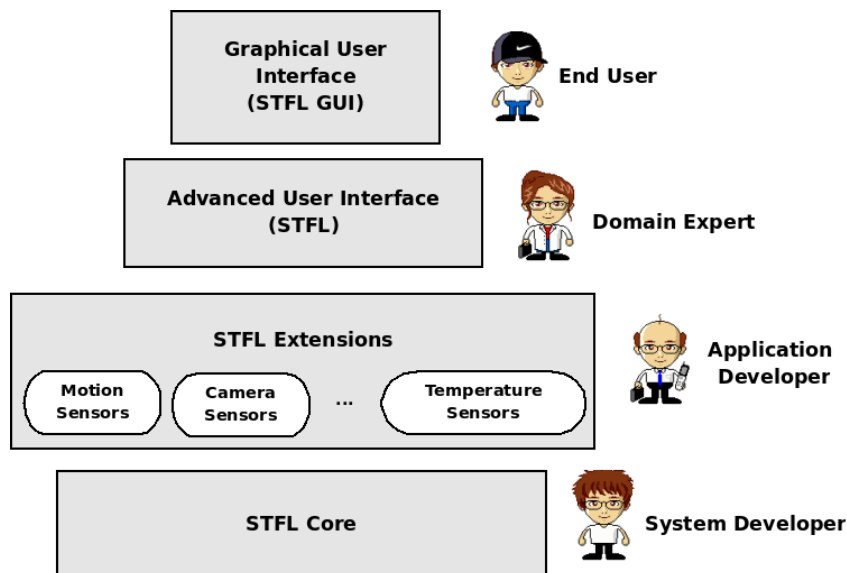 Graphical User
Interface
(STFL GUI)
End User
Advanced User Interface
(STFL)
Domain Expert
STFL Extensions
Motion
Sensors
Camera
Sensors
...
Temperature
Sensors
Application
Developer
STFL Core
System Developer